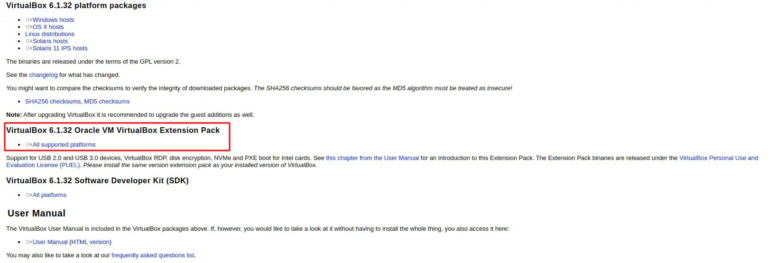 VirtualBox 6.1.32 platform packages
Windows hosts
OS X hosts
Linux distributions
Solaris hosts
Solaris 11 IPS hosts
The binaries are released under the terms of the GPL version 2.
See the changelog for what has changed.
You might want to compare the checksums to verify the integrity of downloaded packages. The SHA256 checksums should be favored as the MD5 algorithm must be treated as insecure!
SHA256 checksums, MD5 checksums
Note: After upgrading VirtualBox it is recommended to upgrade the guest additions as well.
VirtualBox 6.1.32 Oracle VM VirtualBox Extension Pack
All supported platforms
Support for USB 2.0 and USB 3.0 devices, VirtualBox RDP, disk encryption, NVMe and PXE boot for Intel cards. See this chapter from the User Manual for an introduction to this Extension Pack. The Extension Pack binaries are released under the VirtualBox Personal Use and
Evaluation License (PUEL). Please install the same version extension pack as your installed version of VirtualBox.
VirtualBox 6.1.32 Software Developer Kit (SDK)
All platforms
User Manual
The VirtualBox User Manual is included in the VirtualBox packages above. If, however, you would like to take a look at it without having to install the whole thing, you also access it here:
User Manual (HTML version)
You may also like to take a look at our frequently asked questions list.